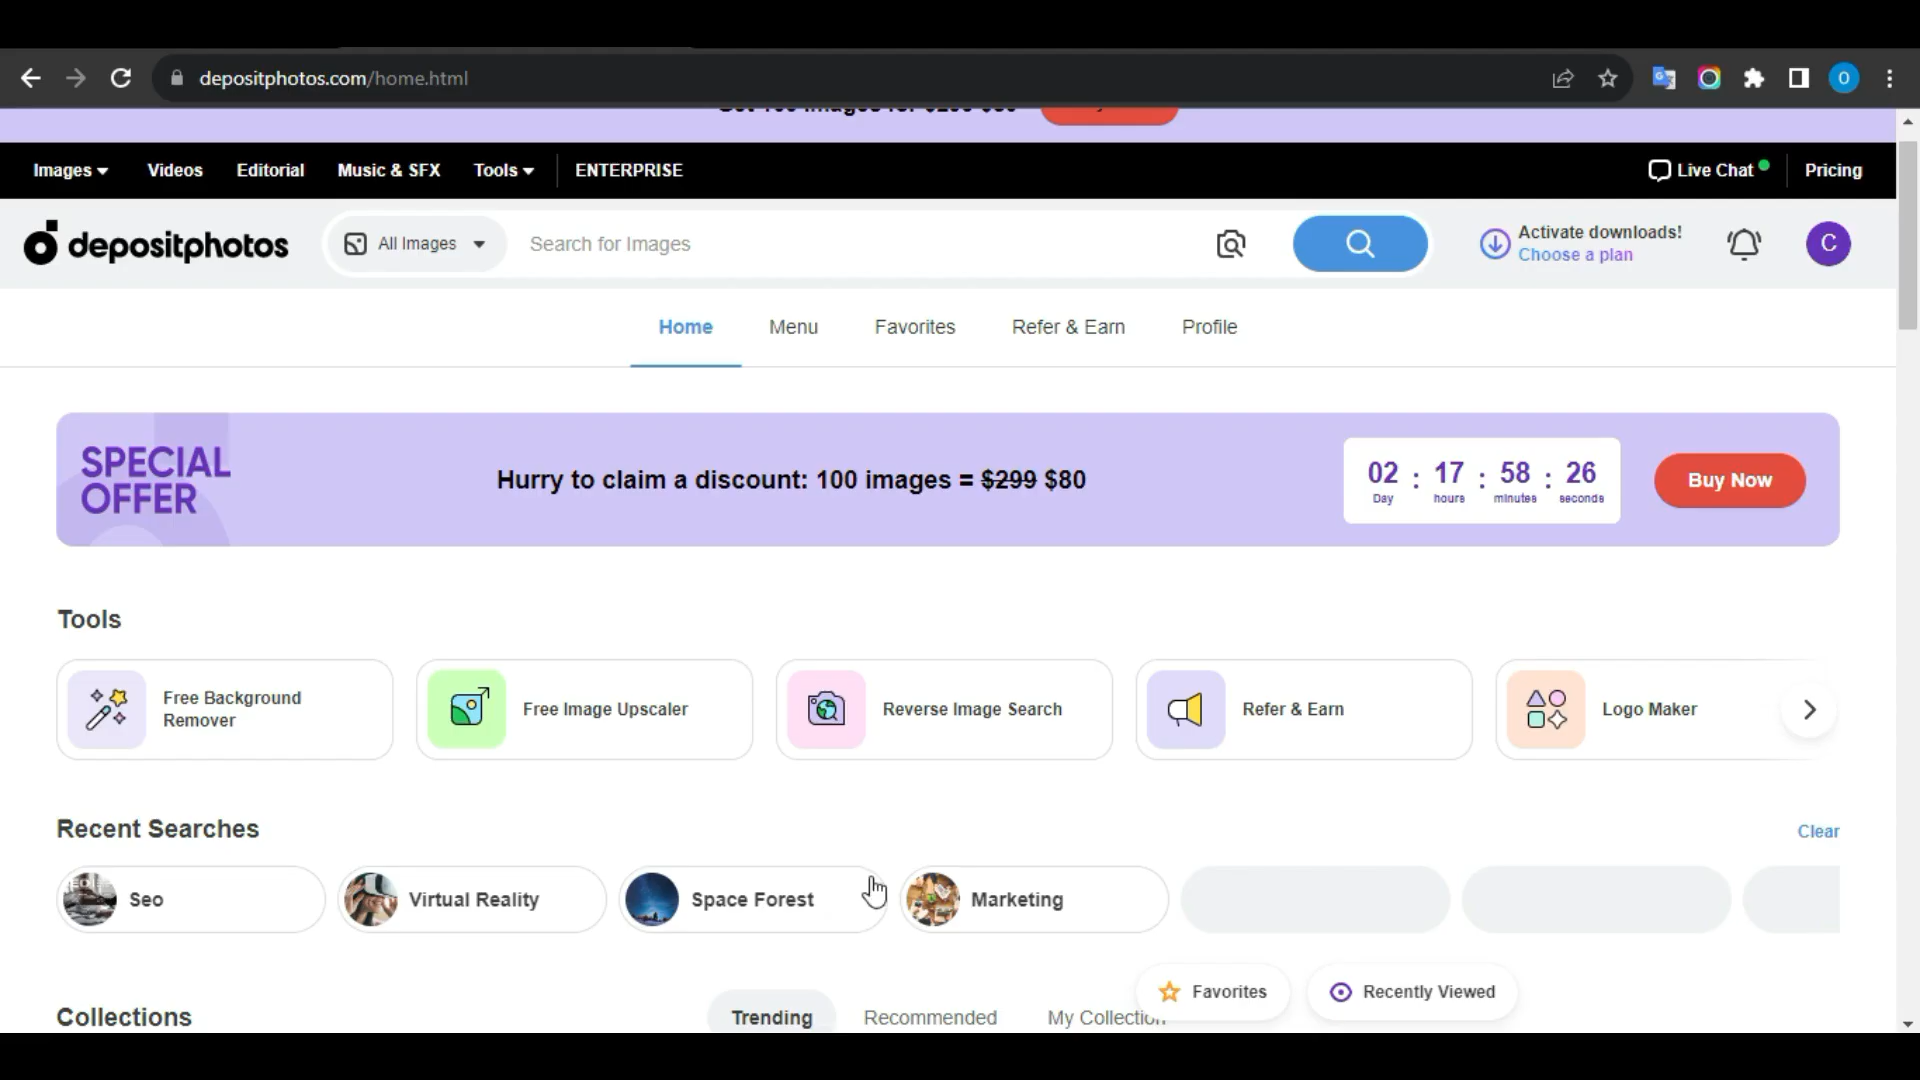 depositphotos.com/home.html
O
Images Videos Editorial Music & SFX Tools ENTERPRISE Live Chat Pricing
depositphotos All Images Search for Images Activate downloads!
Choose a plan
C
Home Menu Favorites Refer & Earn Profile
SPECIAL
OFFER
Hurry to claim a discount: 100 images = $299 $80
02 : 17 : 58 : 26
Day hours minutes seconds
Buy Now
Tools
Free Background
Remover
Free Image Upscaler
Reverse Image Search
Refer & Earn
Logo Maker
Recent Searches Clear
Seo Virtual Reality Space Forest Marketing
Favorites Recently Viewed
Collections Trending Recommended My Collection